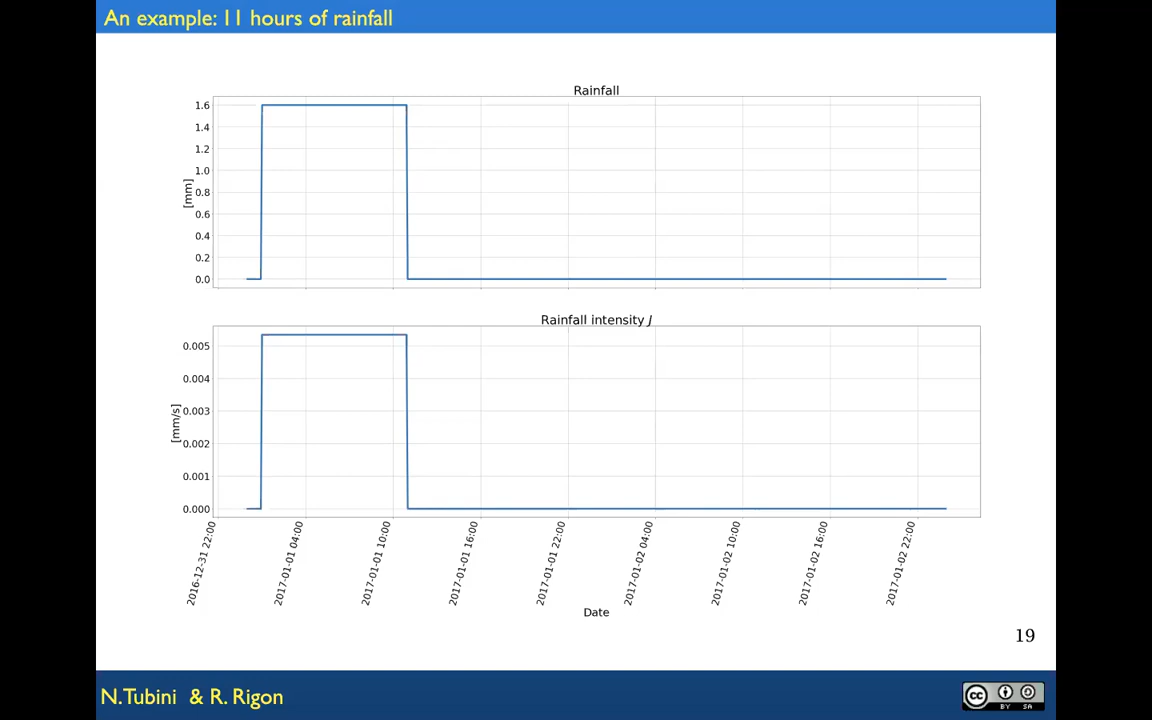 An example: 11 hours of rainfall
Rainfall
1.6
1.4
1.2
1.0
0.8
0.6
0.4
0.2
0.0
[mm]
Rainfall intensity J
0.005
0.004
0.003
0.002
0.001
0.000
[mm/s]
2016-12-31 22:00
2017-01-01 04:00
2017-01-01 10:00
2017-01-01 16:00
2017-01-01 22:00
2017-01-02 04:00
2017-01-02 10:00
2017-01-02 16:00
2017-01-02 22:00
Date
19
N.Tubini & R. Rigon
cc
BY SA